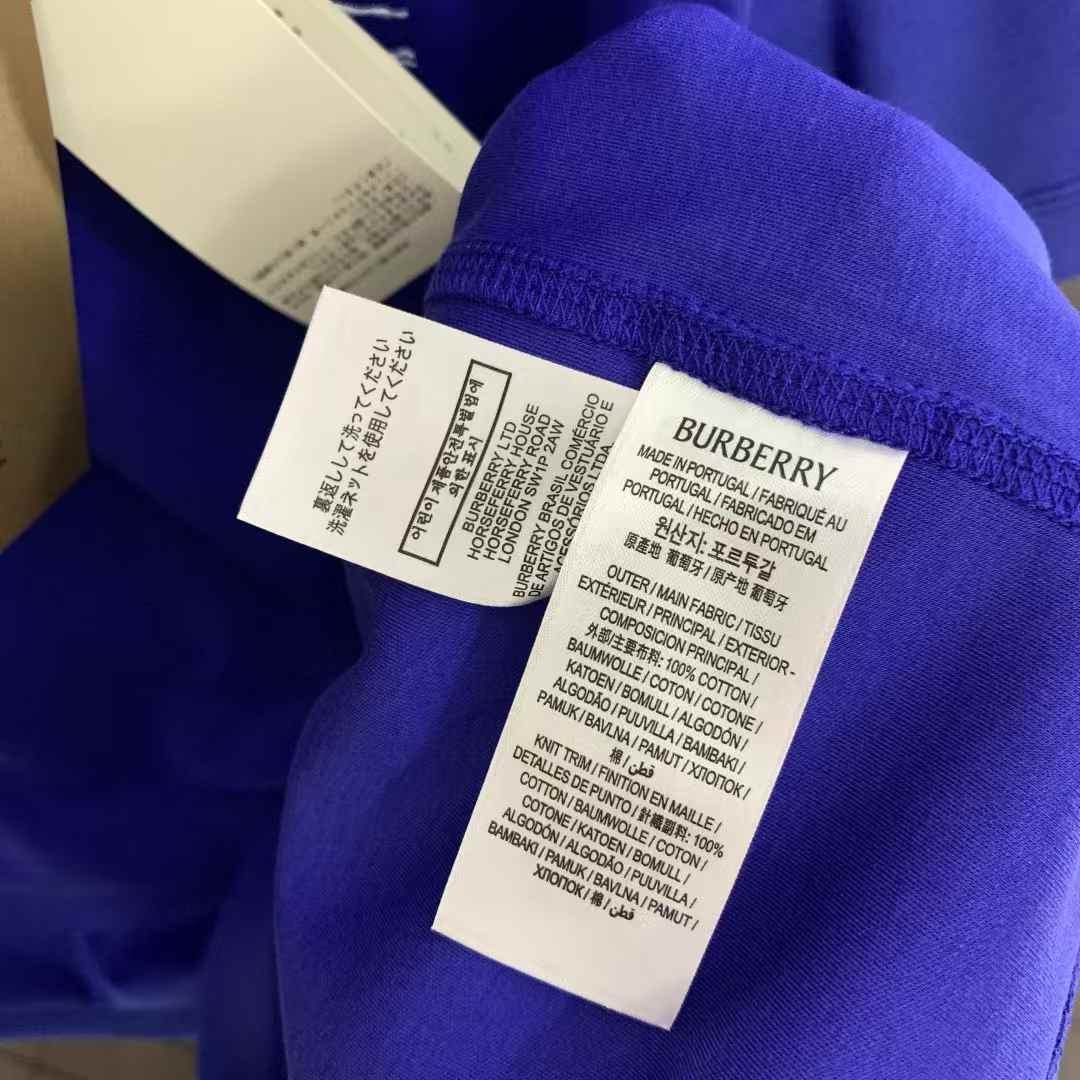 裏返しして洗ってください
洗濯ネットを使用してください
어린이제품안전특별법에
의한 표시
BURBERRY LTD
HORSEFERRY HOUSE
HORSEFERRY ROAD
LONDON SW1P 2AW
BURBERRY BRASIL COMÉRCIO
DE ARTIGOS DE VESTUÁRIO E
ACESSÓRIOS LTDA.
BURBERRY
MADE IN PORTUGAL / FABRIQUÉ AU
PORTUGAL / FABRICADO EM
PORTUGAL / HECHO EN PORTUGAL
원산지: 포르투갈
原產地 葡萄牙 / 原产地 葡萄牙
OUTER / MAIN FABRIC / TISSU
EXTÉRIEUR / PRINCIPAL / EXTERIOR -
COMPOSICION PRINCIPAL /
外部/主要布料: 100% COTTON /
BAUMWOLLE / COTON / COTONE /
KATOEN / BOMULL / ALGODÓN /
ALGODÃO / PUUVILLA / BAMBAKI /
PAMUK / BAVLNA / PAMUT / ХЛОПОК /
棉 / قطن
KNIT TRIM / FINITION EN MAILLE /
DETALLES DE PUNTO / 針織副料: 100%
COTTON / BAUMWOLLE / COTON /
COTONE / KATOEN / BOMULL /
ALGODÓN / ALGODÃO / PUUVILLA /
BAMBAKI / PAMUK / BAVLNA / PAMUT /
ХЛОПОК / 棉 / قطن